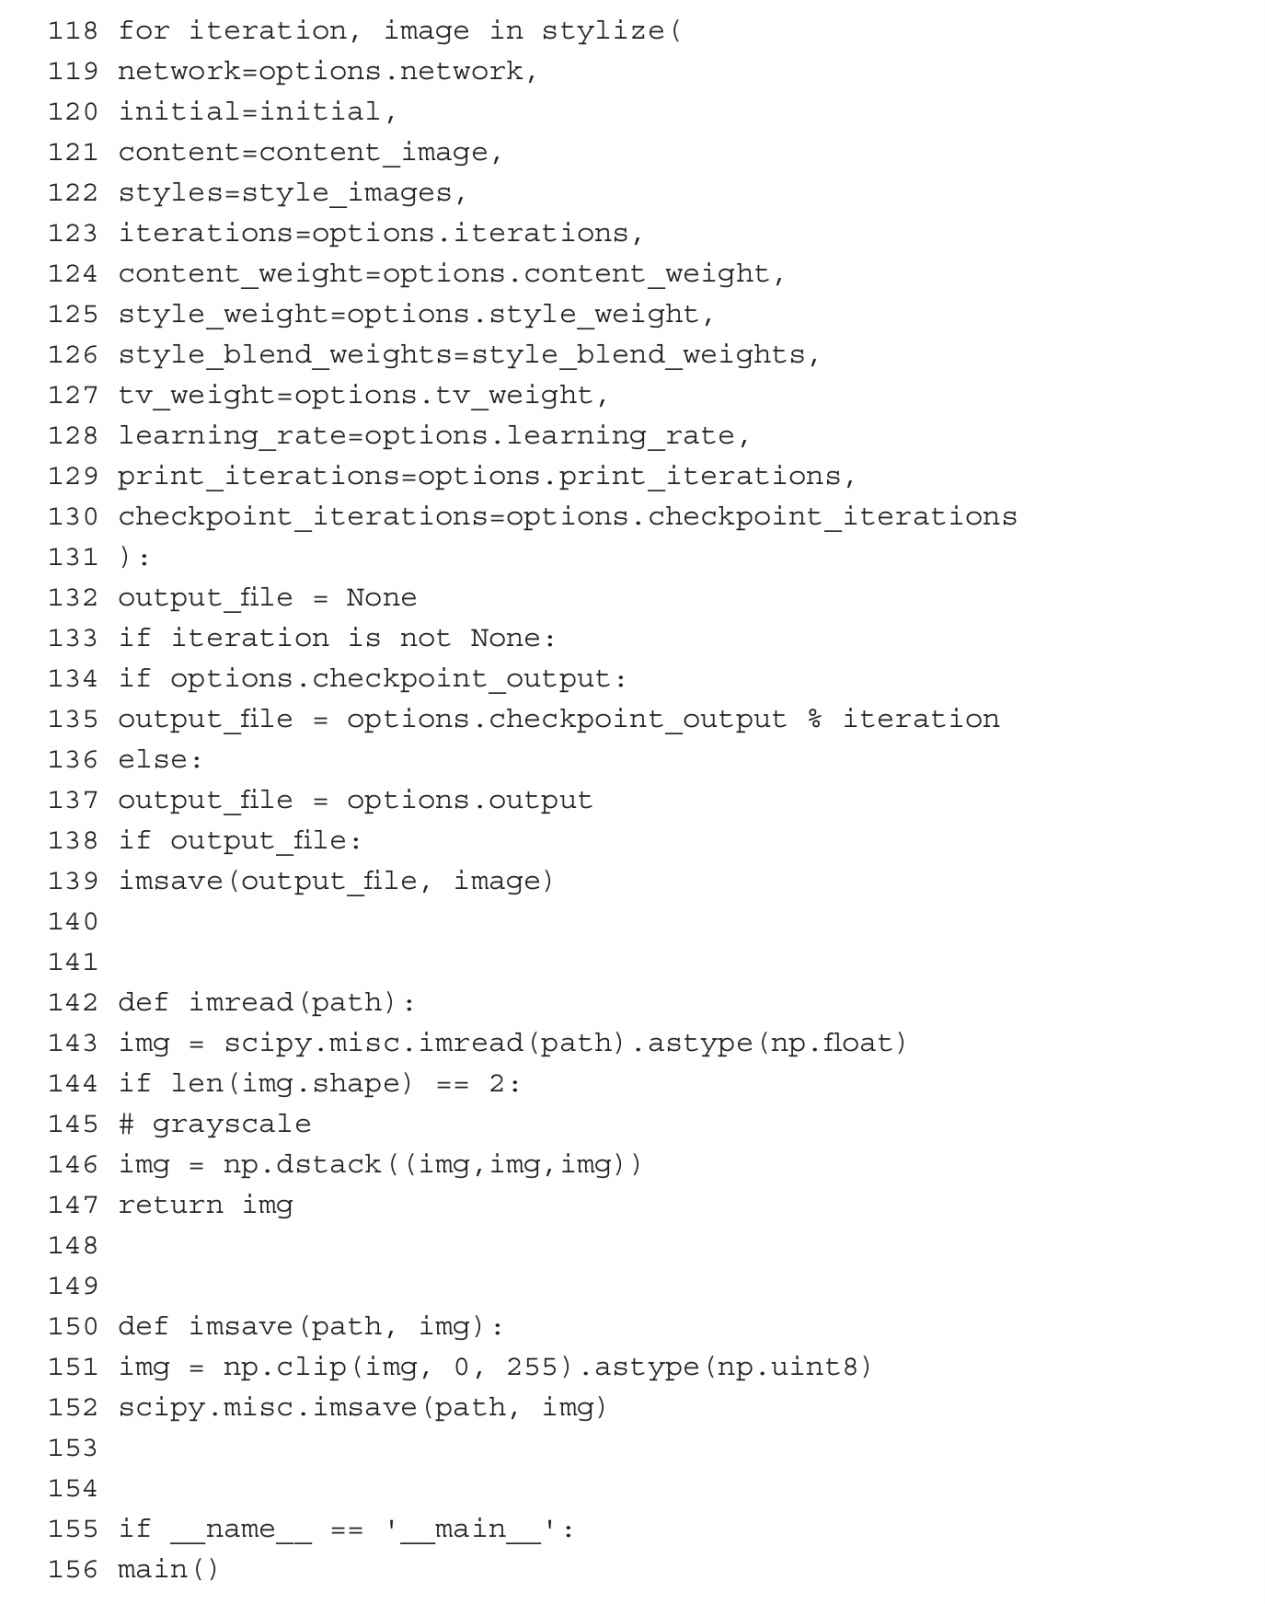 118 for iteration, image in stylize(
119 network=options.network,
120 initial=initial,
121 content=content_image,
122 styles=style_images,
123 iterations=options.iterations,
124 content_weight=options.content_weight,
125 style_weight=options.style_weight,
126 style_blend_weights=style_blend_weights,
127 tv_weight=options.tv_weight,
128 learning_rate=options.learning_rate,
129 print_iterations=options.print_iterations,
130 checkpoint_iterations=options.checkpoint_iterations
131 ):
132 output_file = None
133 if iteration is not None:
134 if options.checkpoint_output:
135 output_file = options.checkpoint_output % iteration
136 else:
137 output_file = options.output
138 if output_file:
139 imsave(output_file, image)
140
141
142 def imread(path):
143 img = scipy.misc.imread(path).astype(np.float)
144 if len(img.shape) == 2:
145 # grayscale
146 img = np.dstack((img,img,img))
147 return img
148
149
150 def imsave(path, img):
151 img = np.clip(img, 0, 255).astype(np.uint8)
152 scipy.misc.imsave(path, img)
153
154
155 if __name__ == '__main__':
156 main()